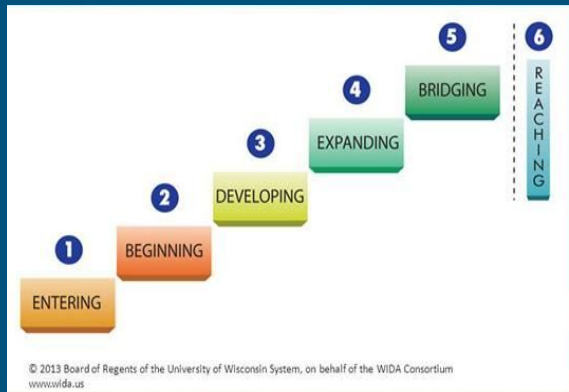 1
ENTERING
2
BEGINNING
3
DEVELOPING
4
EXPANDING
5
BRIDGING
6
REACHING
© 2013 Board of Regents of the University of Wisconsin System, on behalf of the WIDA Consortium
www.wida.us